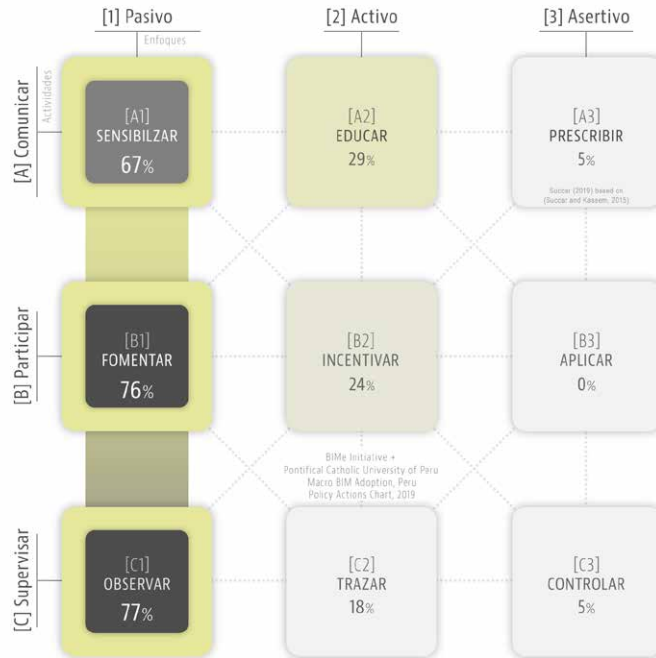 [1] Pasivo
[2] Activo
[3] Asertivo
Enfoques
Actividades
[A] Comunicar
[A1]
SENSIBILZAR
67%
[A2]
EDUCAR
29%
[A3]
PRESCRIBIR
5%
Succar (2019) based on
(Succar and Kassem, 2015)
[B] Participar
[B1]
FOMENTAR
76%
[B2]
INCENTIVAR
24%
[B3]
APLICAR
0%
BIMe Initiative +
Pontifical Catholic University of Peru
Macro BIM Adoption, Peru
Policy Actions Chart, 2019
[C] Supervisar
[C1]
OBSERVAR
77%
[C2]
TRAZAR
18%
[C3]
CONTROLAR
5%